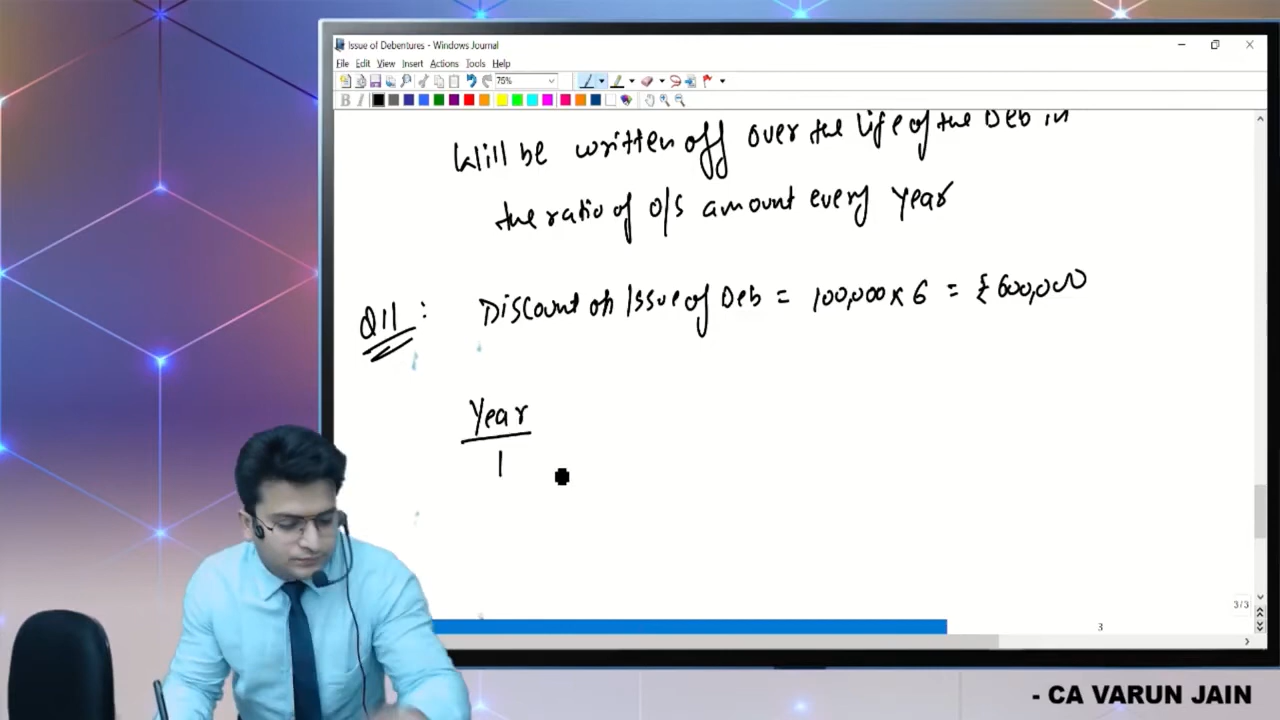 Issue of Debentures - Windows Journal
File Edit View Insert Actions Tools Help
75%
B I
Will be written off over the life of the Deb in
the ratio of O/S amount every Year
Q11 : Discount on Issue of Deb = 100,000 x 6 = ₹ 600,000
Year
1
3/3
3
- CA VARUN JAIN